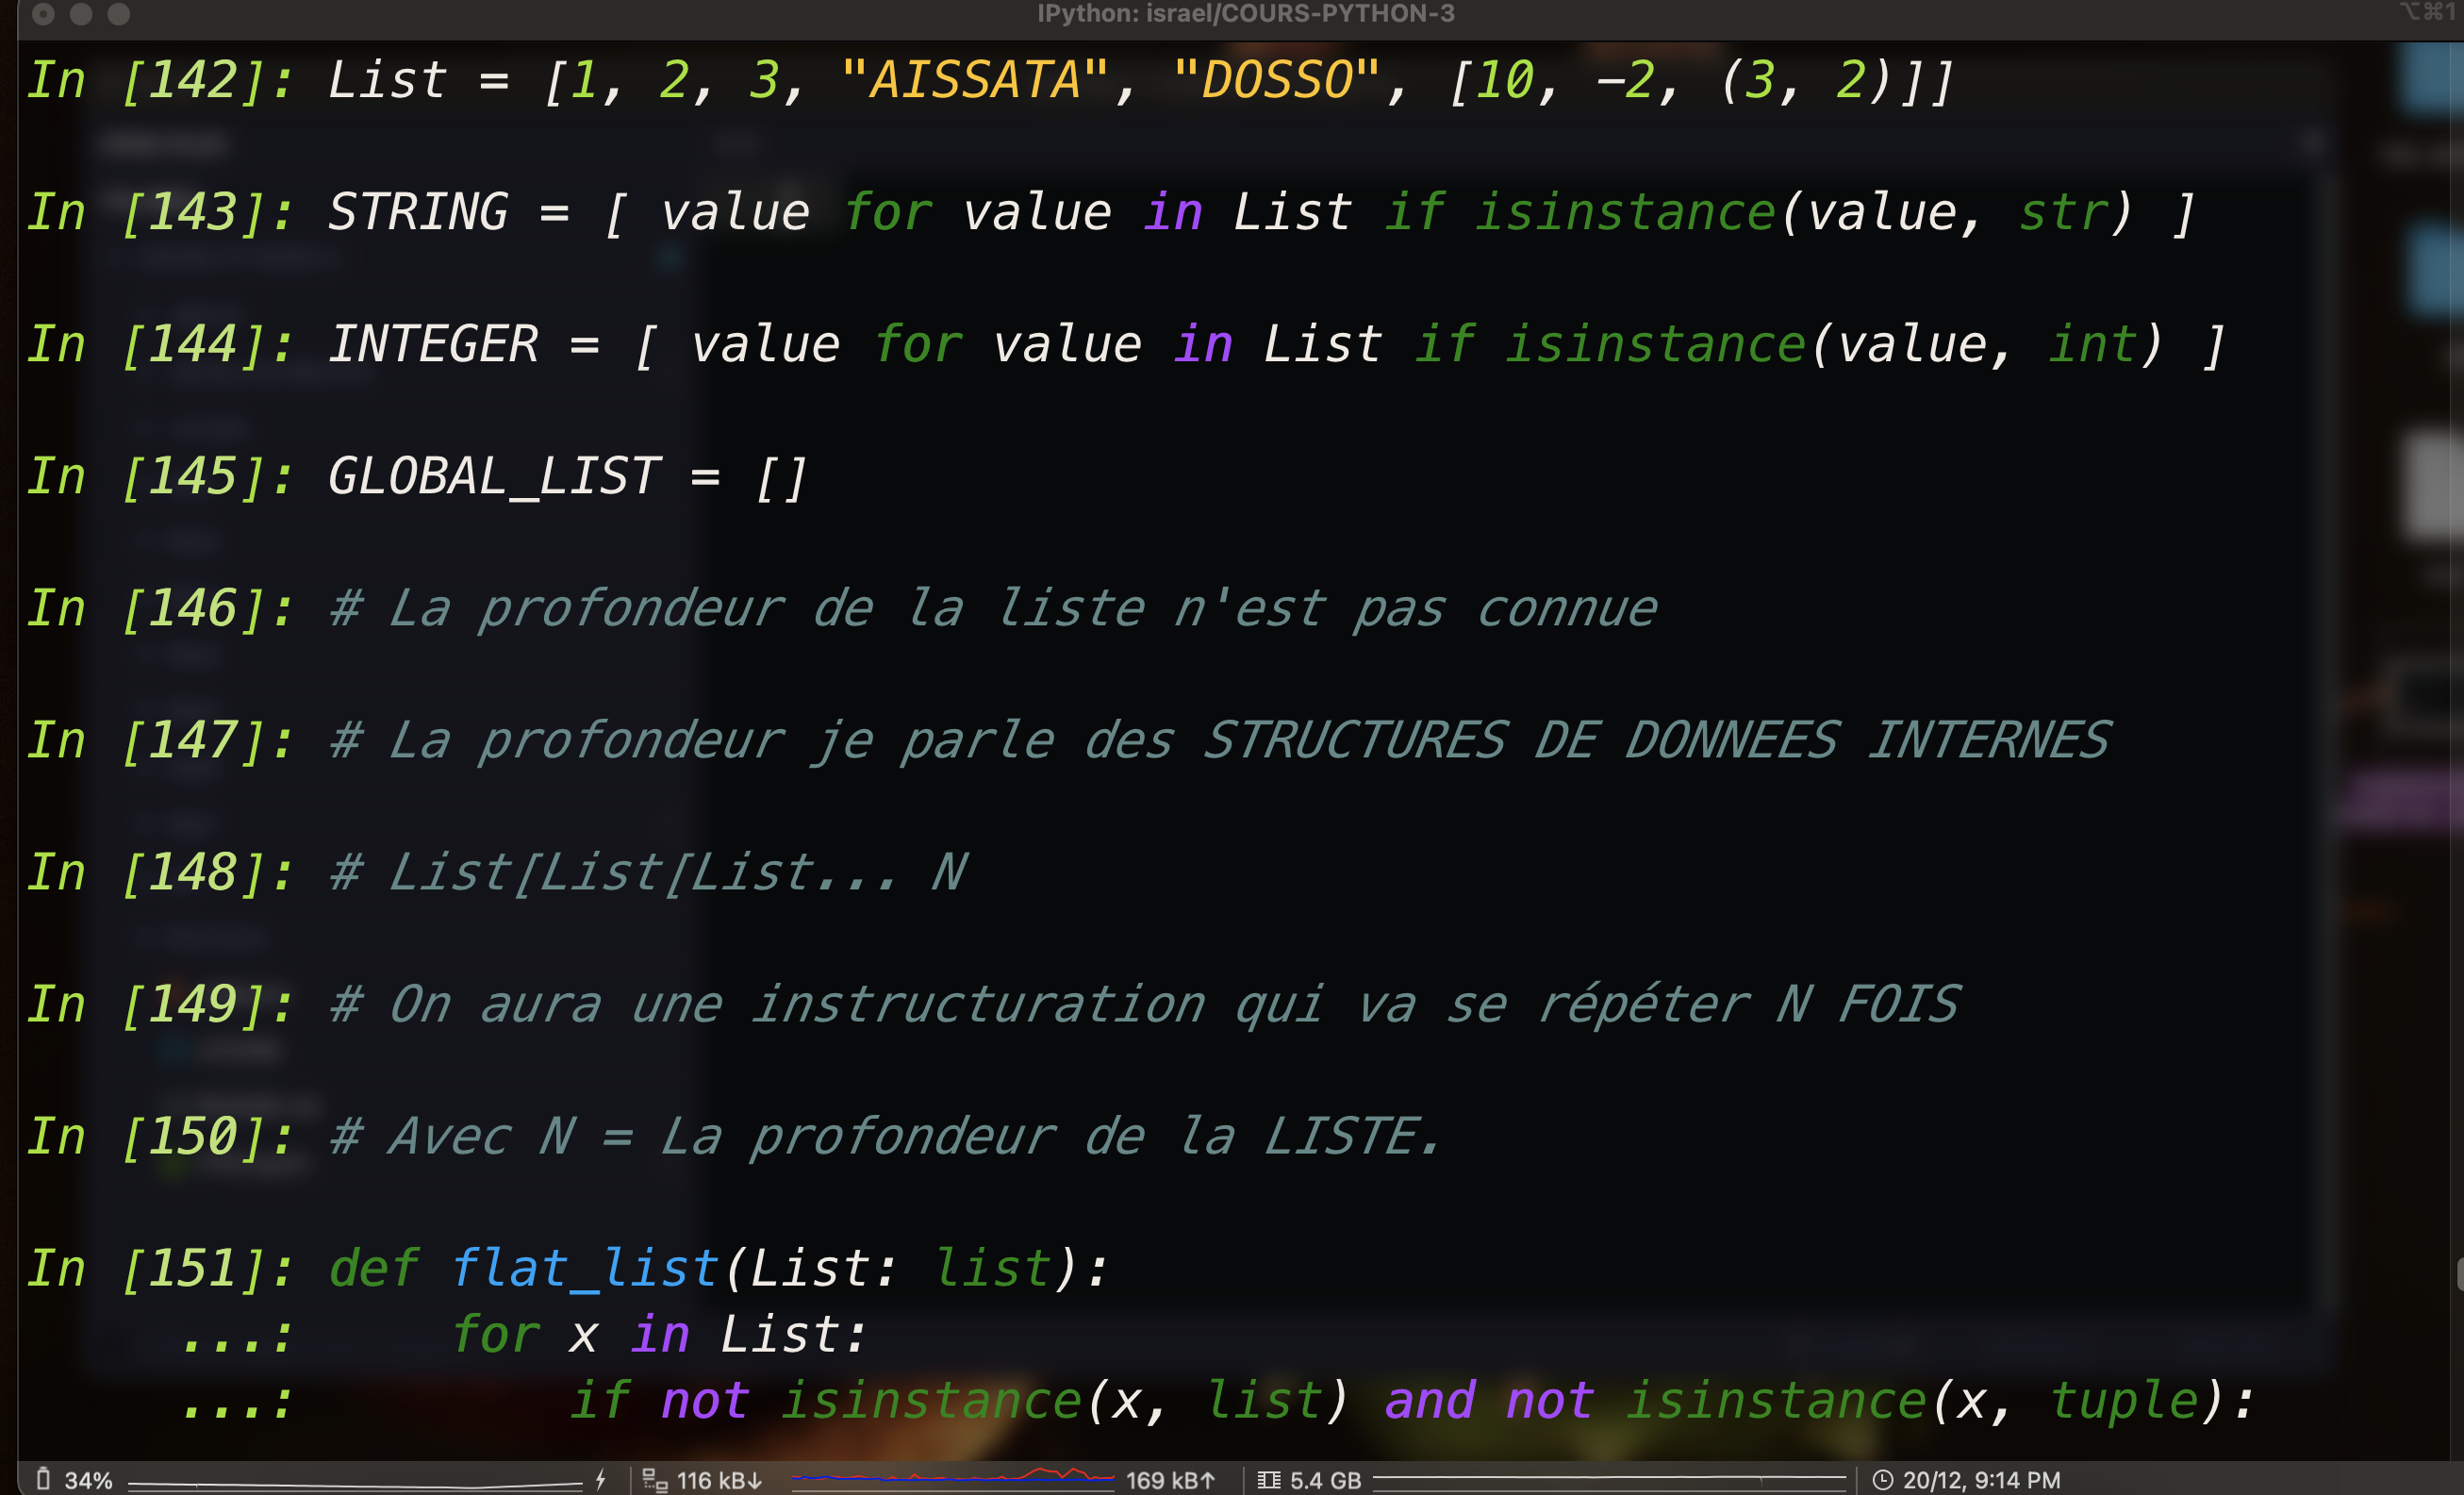 IPython: israel/COURS-PYTHON-3 ⌥⌘1
In [142]: List = [1, 2, 3, "AISSATA", "DOSSO", [10, -2, (3, 2)]]
In [143]: STRING = [ value for value in List if isinstance(value, str) ]
In [144]: INTEGER = [ value for value in List if isinstance(value, int) ]
In [145]: GLOBAL_LIST = []
In [146]: # La profondeur de la liste n'est pas connue
In [147]: # La profondeur je parle des STRUCTURES DE DONNEES INTERNES
In [148]: # List[List[List... N
In [149]: # On aura une instructuration qui va se répéter N FOIS
In [150]: # Avec N = La profondeur de la LISTE.
In [151]: def flat_list(List: list):
...: for x in List:
...: if not isinstance(x, list) and not isinstance(x, tuple):
34% 116 kB↓ 169 kB↑ 5.4 GB 20/12, 9:14 PM